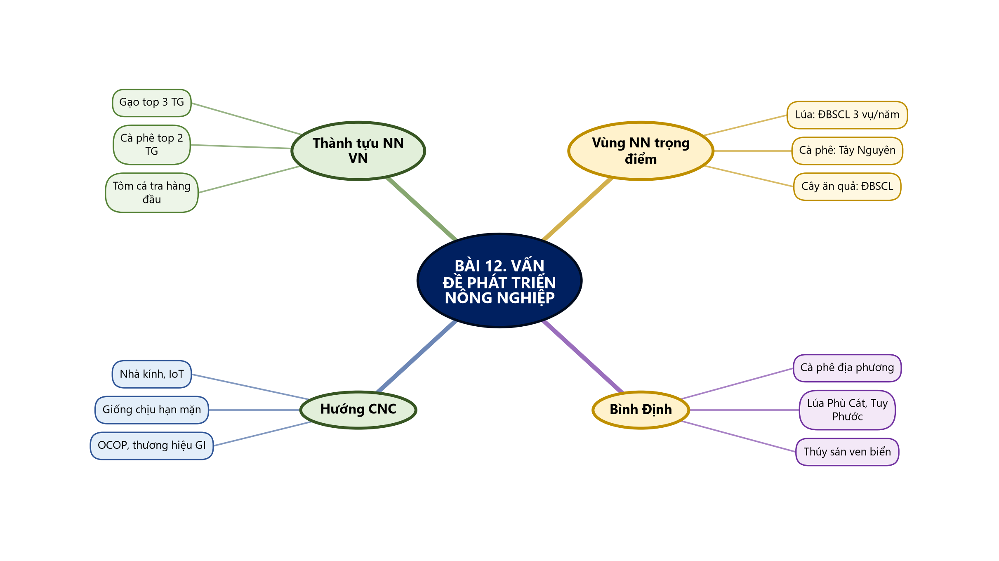 BÀI 12. VẤN
ĐỀ PHÁT TRIỂN
NÔNG NGHIỆP
Thành tựu NN
VN
Gạo top 3 TG
Cà phê top 2
TG
Tôm cá tra hàng
đầu
Vùng NN trọng
điểm
Lúa: ĐBSCL 3 vụ/năm
Cà phê: Tây Nguyên
Cây ăn quả: ĐBSCL
Hướng CNC
Nhà kính, IoT
Giống chịu hạn mặn
OCOP, thương hiệu GI
Bình Định
Cà phê địa phương
Lúa Phù Cát, Tuy
Phước
Thủy sản ven biển